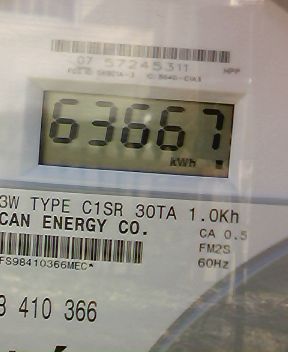 07 57245311
HPP
63667
kWh
3W TYPE C1SR 30TA 1.0Kh
CAN ENERGY CO.
CA 0.5
FM2S
60Hz
FS98410366MEC*
8 410 366